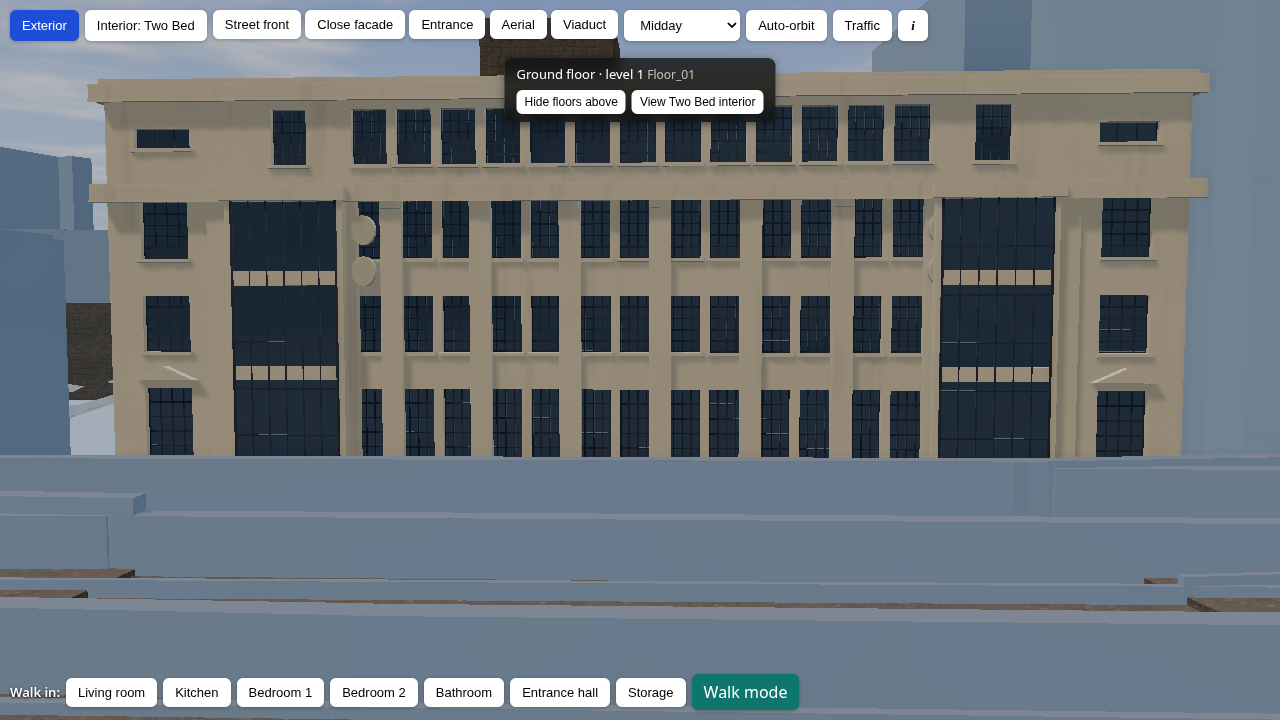 Exterior
Interior: Two Bed
Street front
Close facade
Entrance
Aerial
Viaduct
Midday
Auto-orbit
Traffic
i
Ground floor · level 1 Floor_01
Hide floors above
View Two Bed interior
Walk in:
Living room
Kitchen
Bedroom 1
Bedroom 2
Bathroom
Entrance hall
Storage
Walk mode